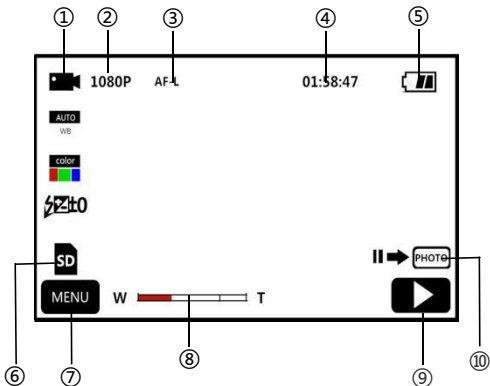 ① ② ③ ④ ⑤
1080P AF-L 01:58:47
AUTO
WB
color
±0
SD
PHOTO
MENU W T
⑥ ⑦ ⑧ ⑨ ⑩